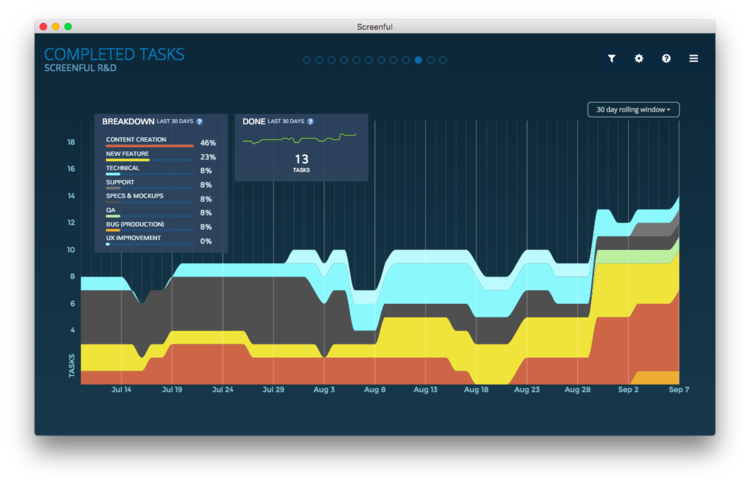 Screenful
COMPLETED TASKS
SCREENFUL R&D
30 day rolling window
BREAKDOWN LAST 30 DAYS ?
CONTENT CREATION 46%
NEW FEATURE 23%
TECHNICAL 8%
SUPPORT 8%
SPECS & MOCKUPS 8%
QA 8%
BUG (PRODUCTION) 8%
UX IMPROVEMENT 0%
DONE LAST 30 DAYS ?
13
TASKS
18
16
14
12
10
8
6
4
TASKS
Jul 14 Jul 19 Jul 24 Jul 29 Aug 3 Aug 8 Aug 13 Aug 18 Aug 23 Aug 28 Sep 2 Sep 7